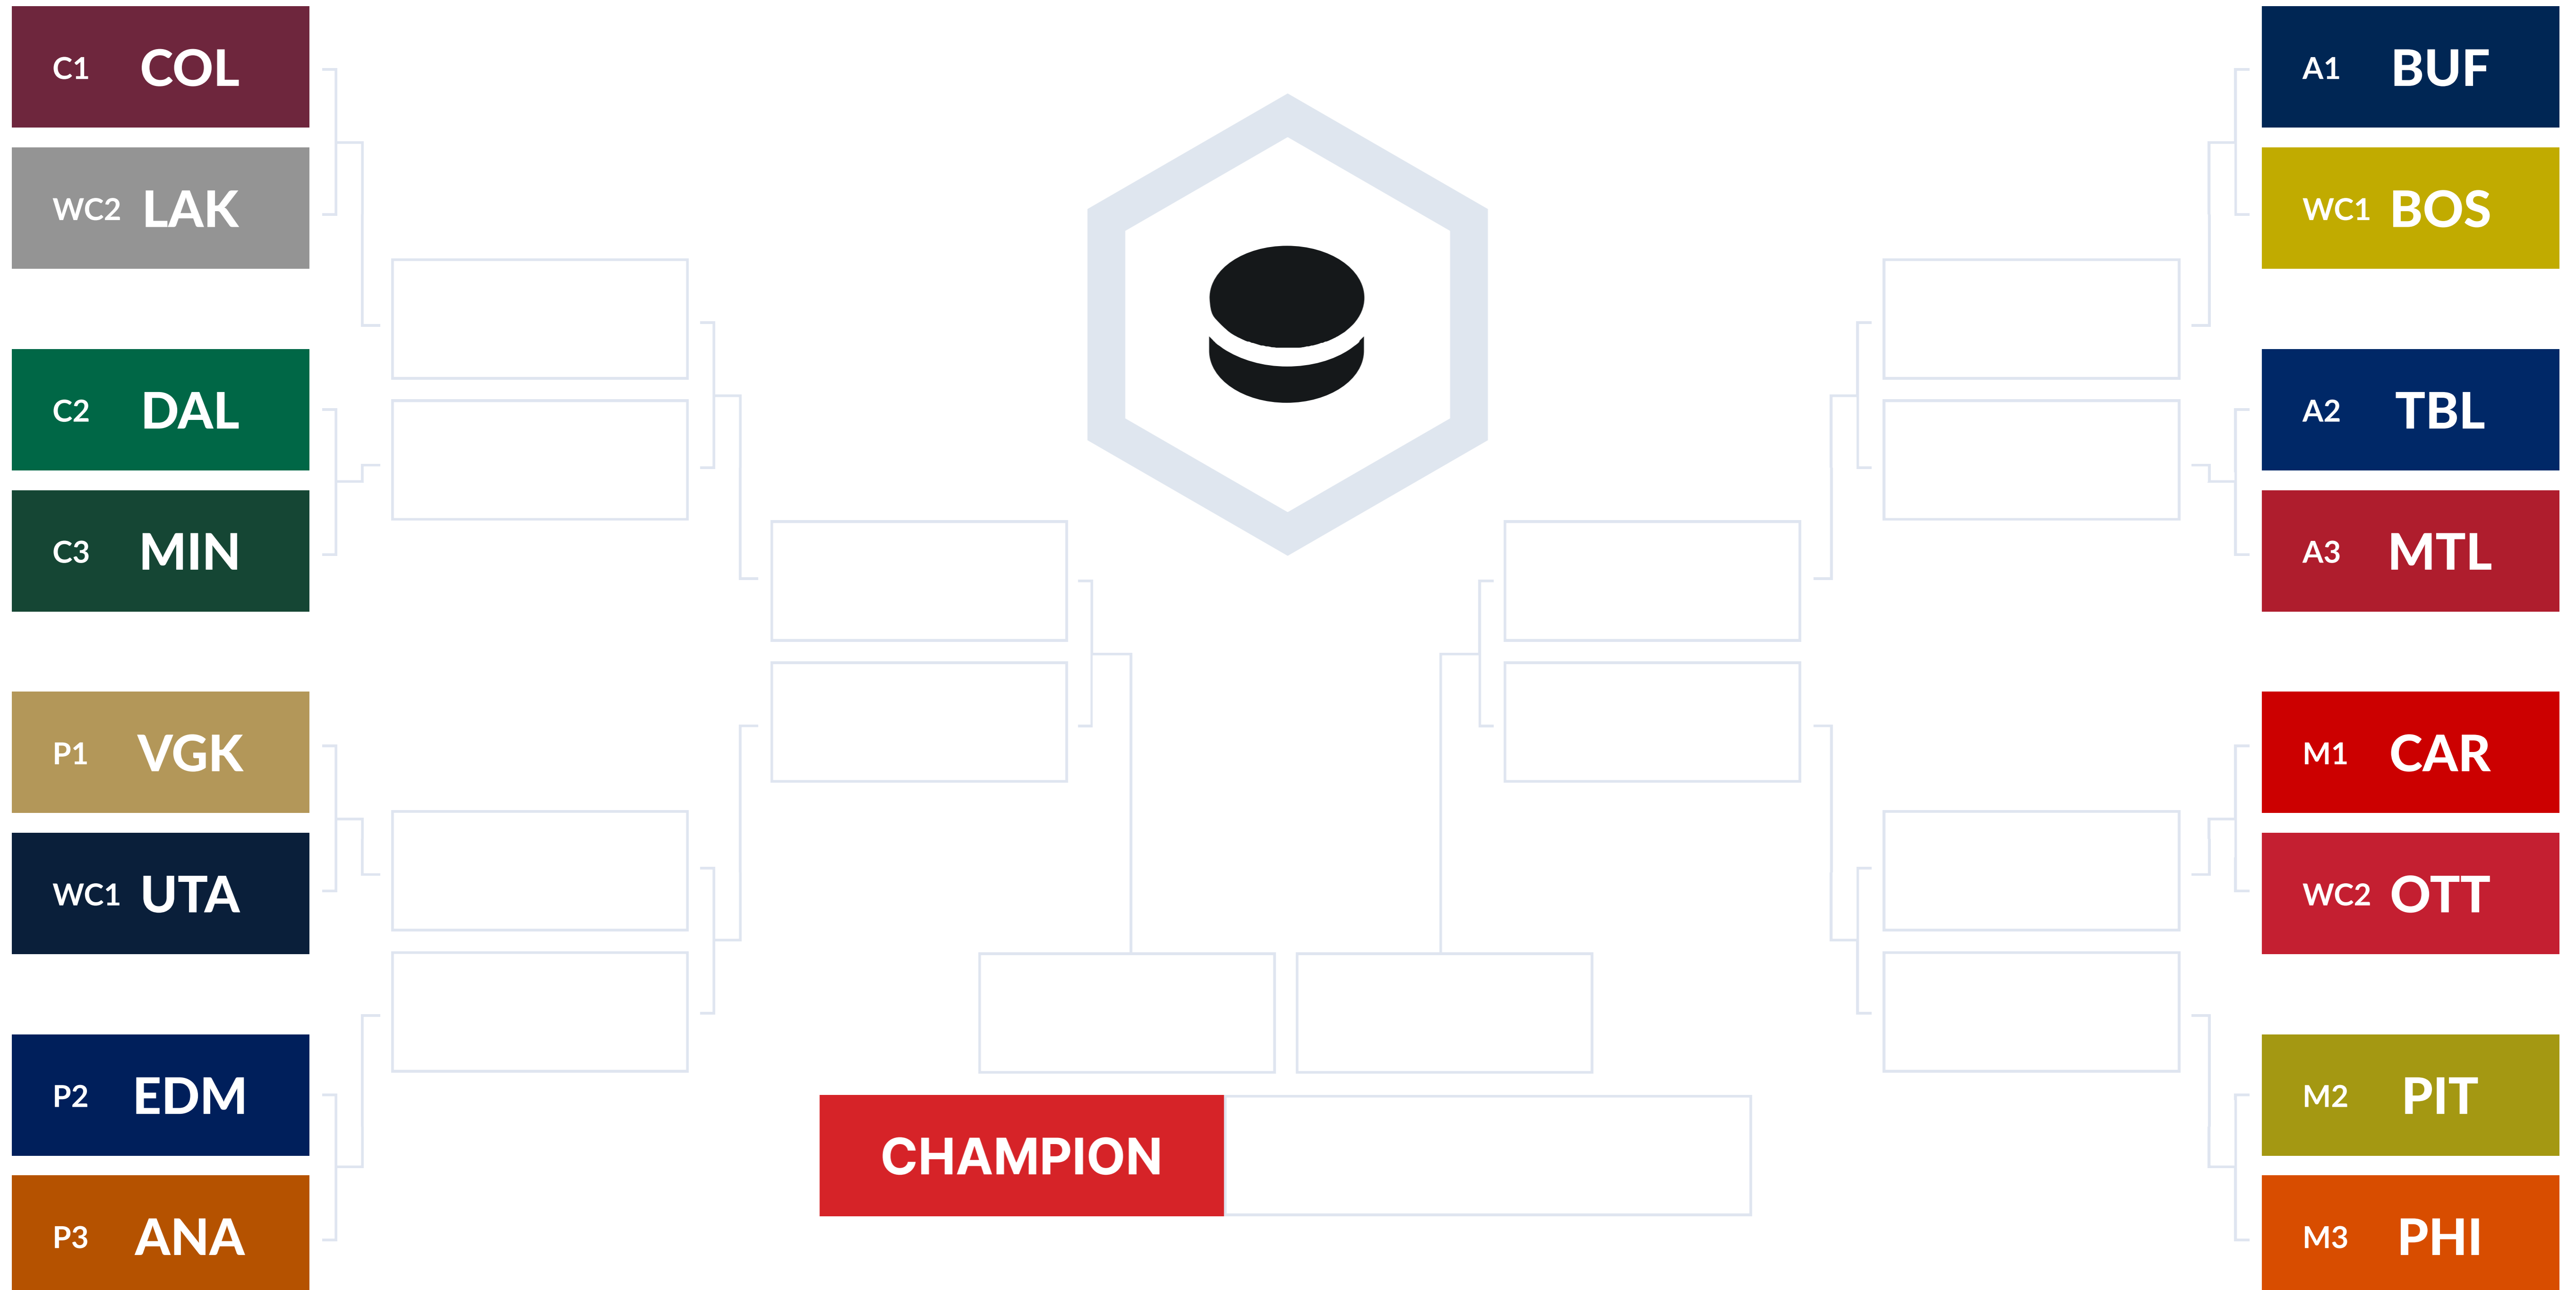 C1 COL
WC2 LAK
C2 DAL
C3 MIN
P1 VGK
WC1 UTA
P2 EDM
P3 ANA
A1 BUF
WC1 BOS
A2 TBL
A3 MTL
M1 CAR
WC2 OTT
M2 PIT
M3 PHI
CHAMPION